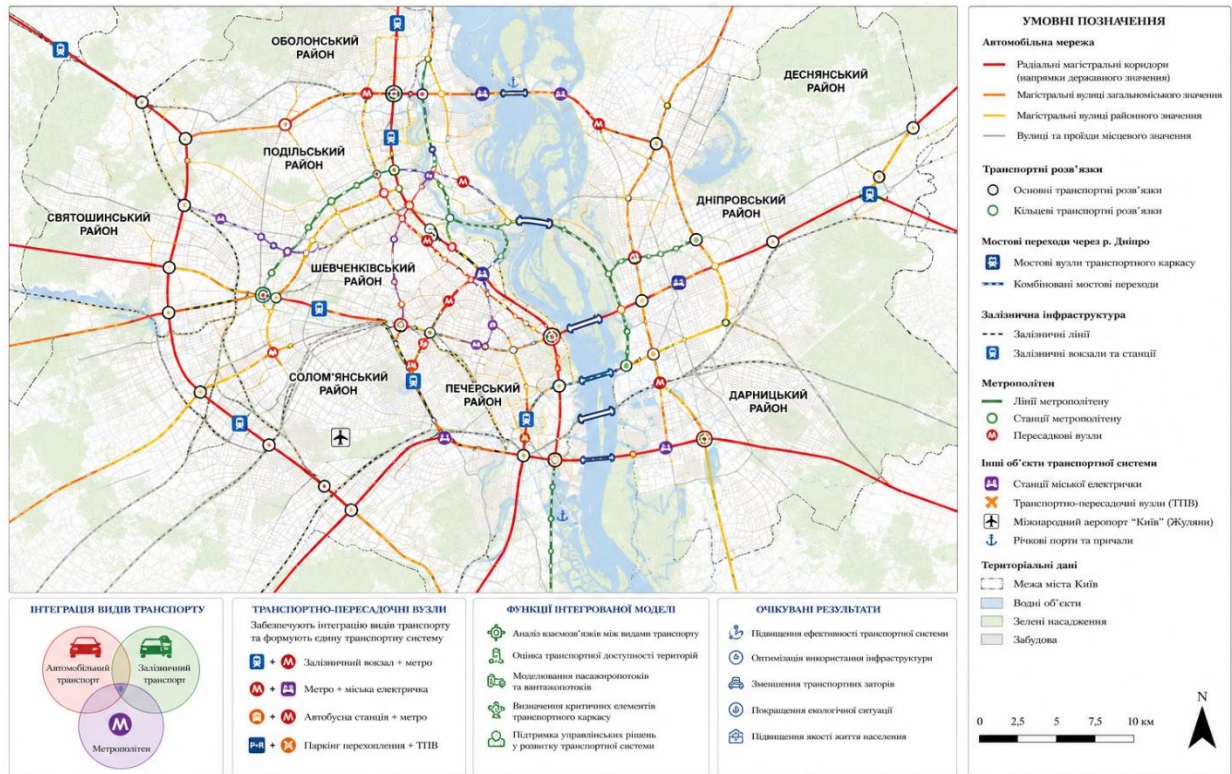 ОБОЛОНСЬКИЙ
РАЙОН
ДЕСНЯНСЬКИЙ
РАЙОН
ПОДІЛЬСЬКИЙ
РАЙОН
ДНІПРОВСЬКИЙ
РАЙОН
СВЯТОШИНСЬКИЙ
РАЙОН
ШЕВЧЕНКІВСЬКИЙ
РАЙОН
СОЛОМ'ЯНСЬКИЙ
РАЙОН
ПЕЧЕРСЬКИЙ
РАЙОН
ДАРНИЦЬКИЙ
РАЙОН
УМОВНІ ПОЗНАЧЕННЯ
Автомобільна мережа
Радіальні магістральні коридори
(напрямки державного значення)
Магістральні вулиці загальноміського значення
Магістральні вулиці районного значення
Вулиці та проїзди місцевого значення
Транспортні розв'язки
Основні транспортні розв'язки
Кільцеві транспортні розв'язки
Мостові переходи через р. Дніпро
Мостові вузли транспортного каркасу
Комбіновані мостові переходи
Залізнична інфраструктура
Залізничні лінії
Залізничні вокзали та станції
Метрополітен
Лінії метрополітену
Станції метрополітену
Пересадкові вузли
Інші об'єкти транспортної системи
Станції міської електрички
Транспортно-пересадочні вузли (ТПВ)
Міжнародний аеропорт "Київ" (Жуляни)
Річкові порти та причали
Територіальні дані
Межа міста Київ
Водні об'єкти
Зелені насадження
Забудова
N
0 2,5 5 7,5 10 км
ІНТЕГРАЦІЯ ВИДІВ ТРАНСПОРТУ
Автомобільний
транспорт
Залізничний
транспорт
М
Метрополітен
ТРАНСПОРТНО-ПЕРЕСАДОЧНІ ВУЗЛИ
Забезпечують інтеграцію видів транспорту
та формують єдину транспортну систему
+ М Залізничний вокзал + метро
М + Метро + міська електричка
+ М Автобусна станція + метро
P+R + Паркінг перехоплення + ТПВ
ФУНКЦІЇ ІНТЕГРОВАНОЇ МОДЕЛІ
Аналіз взаємозв'язків між видами транспорту
Оцінка транспортної доступності територій
Моделювання пасажиропотоків
та вантажопотоків
Визначення критичних елементів
транспортного каркасу
Підтримка управлінських рішень
у розвитку транспортної системи
ОЧІКУВАНІ РЕЗУЛЬТАТИ
Підвищення ефективності транспортної системи
Оптимізація використання інфраструктури
Зменшення транспортних заторів
Покращення екологічної ситуації
Підвищення якості життя населення